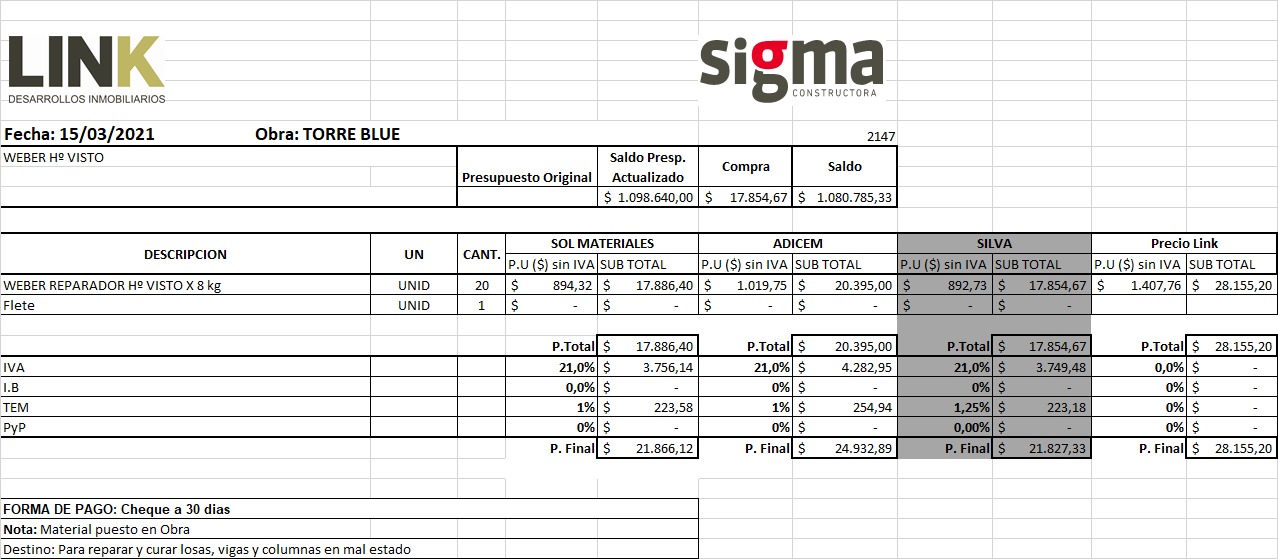 LINK
DESARROLLOS INMOBILIARIOS
sigma
CONSTRUCTORA
Fecha: 15/03/2021 Obra: TORRE BLUE 2147
WEBER Hº VISTO
Presupuesto Original Saldo Presp. Actualizado Compra Saldo
$ 1.098.640,00 $ 17.854,67 $ 1.080.785,33
DESCRIPCION UN CANT. SOL MATERIALES ADICEM SILVA Precio Link
P.U ($) sin IVA SUB TOTAL P.U ($) sin IVA SUB TOTAL P.U ($) sin IVA SUB TOTAL P.U ($) sin IVA SUB TOTAL
WEBER REPARADOR Hº VISTO X 8 kg UNID 20 $ 894,32 $ 17.886,40 $ 1.019,75 $ 20.395,00 $ 892,73 $ 17.854,67 $ 1.407,76 $ 28.155,20
Flete UNID 1 $ - $ - $ - $ - $ - $ -
P.Total $ 17.886,40 P.Total $ 20.395,00 P.Total $ 17.854,67 P.Total $ 28.155,20
IVA 21,0% $ 3.756,14 21,0% $ 4.282,95 21,0% $ 3.749,48 0,0% $ -
I.B 0,0% $ - 0% $ - 0% $ - 0% $ -
TEM 1% $ 223,58 1% $ 254,94 1,25% $ 223,18 0% $ -
PyP 0% $ - 0% $ - 0,00% $ - 0% $ -
P. Final $ 21.866,12 P. Final $ 24.932,89 P. Final $ 21.827,33 P. Final $ 28.155,20
FORMA DE PAGO: Cheque a 30 dias
Nota: Material puesto en Obra
Destino: Para reparar y curar losas, vigas y columnas en mal estado